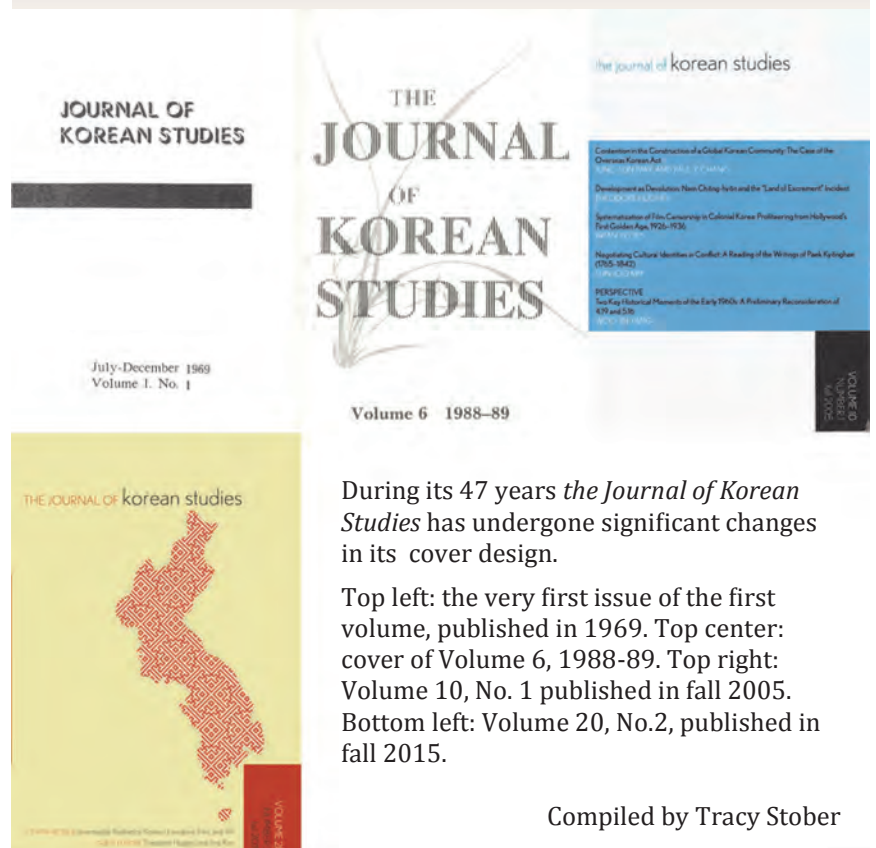 JOURNAL OF
KOREAN STUDIES
July-December 1969
Volume I. No. 1
THE
JOURNAL
OF
KOREAN
STUDIES
Volume 6 1988–89
the journal of korean studies
Contention in the Construction of a Global Korean Community: The Case of the
Overseas Korean Act
Development as Devolution: Nam Chŏng-hyŏn and the "Land of Excrement" Incident
Systematization of Film Censorship in Colonial Korea: Profiteering from Hollywood's
First Golden Age, 1926–1936
Negotiating Cultural Identities in Conflict: A Reading of the Writings of Paek Kyŏnghae
(1765–1842)
PERSPECTIVE
Two Key Historical Moments of the Early 1960s: A Preliminary Reconsideration of
4.19 and 5.16
VOLUME 10
NUMBER 1
fall 2005
THE JOURNAL OF korean studies
VOLUME
During its 47 years the Journal of Korean
Studies has undergone significant changes
in its cover design.
Top left: the very first issue of the first
volume, published in 1969. Top center:
cover of Volume 6, 1988-89. Top right:
Volume 10, No. 1 published in fall 2005.
Bottom left: Volume 20, No.2, published in
fall 2015.
Compiled by Tracy Stober